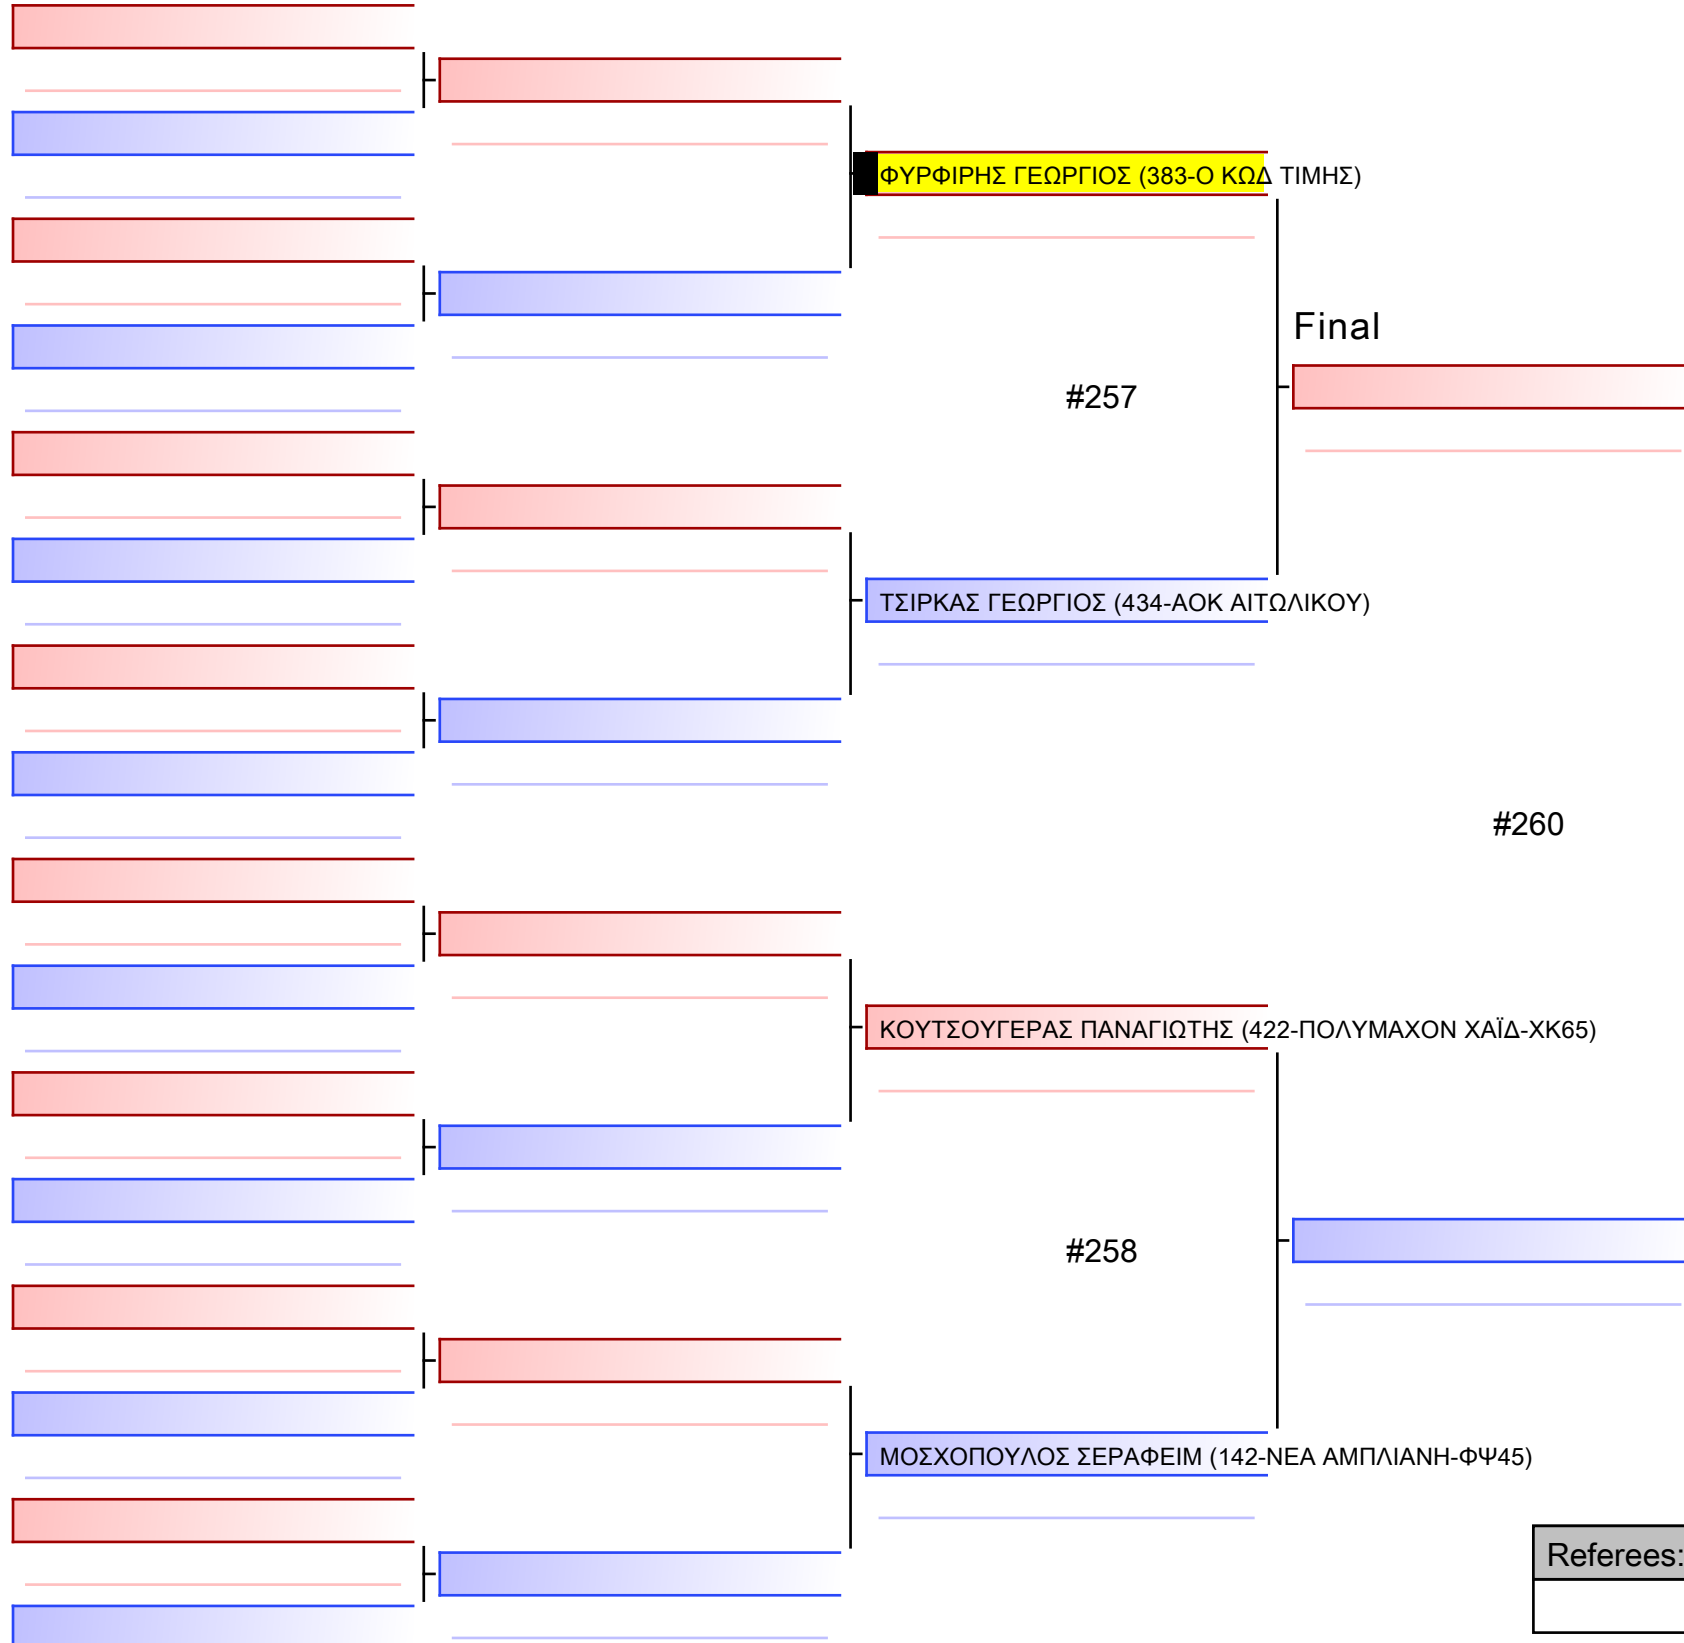 ΦΥΡΦΙΡΗΣ ΓΕΩΡΓΙΟΣ (383-Ο ΚΩΔ ΤΙΜΗΣ)
Final
#257
ΤΣΙΡΚΑΣ ΓΕΩΡΓΙΟΣ (434-ΑΟΚ ΑΙΤΩΛΙΚΟΥ)
#260
ΚΟΥΤΣΟΥΓΕΡΑΣ ΠΑΝΑΓΙΩΤΗΣ (422-ΠΟΛΥΜΑΧΟΝ ΧΑΪΔ-ΧΚ65)
#258
ΜΟΣΧΟΠΟΥΛΟΣ ΣΕΡΑΦΕΙΜ (142-ΝΕΑ ΑΜΠΛΙΑΝΗ-ΦΨ45)
Referees: